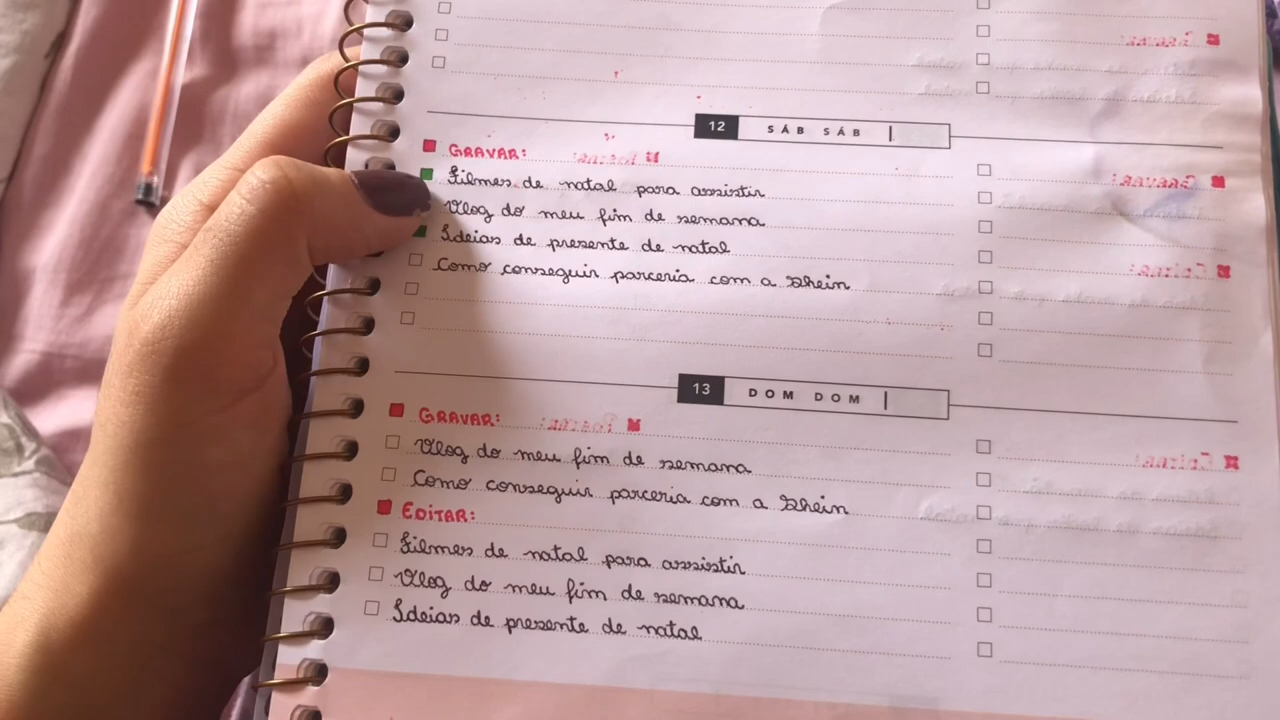 12 SÁB SÁB
GRAVAR:
Filmes de natal para assistir
Vlog do meu fim de semana
Ideias de presente de natal
Como conseguir parceria com a Shein
13 DOM DOM
GRAVAR:
Vlog do meu fim de semana
Como conseguir parceria com a Shein
EDITAR:
Filmes de natal para assistir
Vlog do meu fim de semana
Ideias de presente de natal